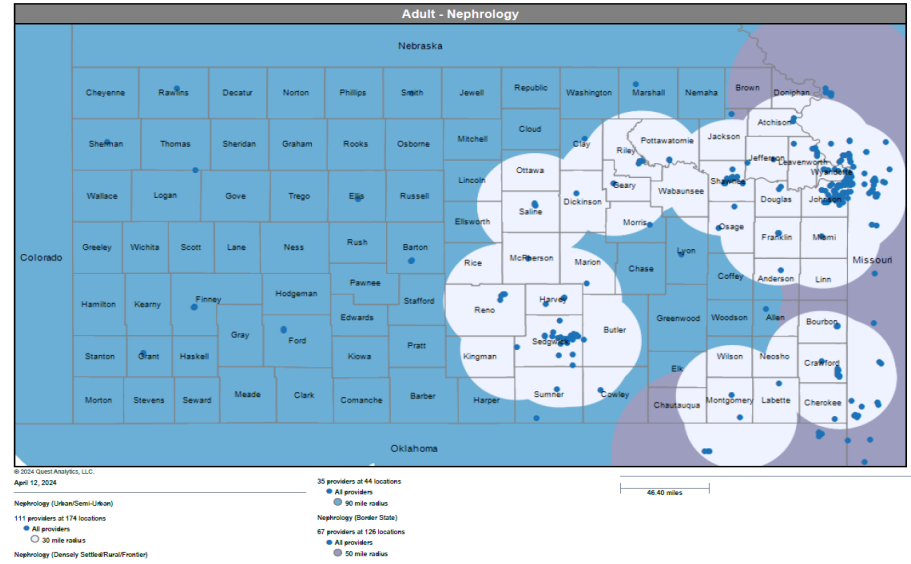 Adult - Nephrology
Nebraska
Cheyenne Rawlins Decatur Norton Phillips Smith Jewell Republic Washington Marshall Nemaha Brown Doniphan
Sherman Thomas Sheridan Graham Rooks Osborne Mitchell Cloud Clay Riley Pottawatomie Jackson Atchison
Jefferson Leavenworth
Wyandotte
Wallace Logan Gove Trego Ellis Russell Lincoln Ottawa Dickinson Geary Wabaunsee Shawnee Douglas Johnson
Saline
Ellsworth Morris Osage
Colorado Greeley Wichita Scott Lane Ness Rush Barton Rice McPherson Marion Chase Lyon Franklin Miami Missouri
Hamilton Kearny Finney Hodgeman Pawnee Stafford Reno Harvey Coffey Anderson Linn
Gray Ford Edwards Butler Greenwood Woodson Allen Bourbon
Stanton Grant Haskell Kiowa Pratt Kingman Sedgwick Elk Wilson Neosho Crawford
Morton Stevens Seward Meade Clark Comanche Barber Harper Sumner Cowley Chautauqua Montgomery Labette Cherokee
Oklahoma
© 2024 Quest Analytics, LLC.
April 12, 2024
Nephrology (Urban/Semi-Urban)
111 providers at 174 locations
All providers
30 mile radius
Nephrology (Densely Settled/Rural/Frontier)
35 providers at 44 locations
All providers
90 mile radius
Nephrology (Border State)
67 providers at 126 locations
All providers
50 mile radius
46.40 miles